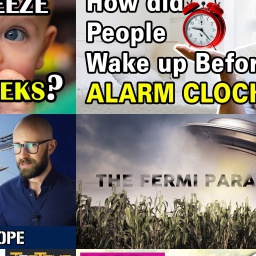 EEZE
EKS?
How did
People
Wake up Befor
ALARM CLOCK
THE FERMI PARA
OPE